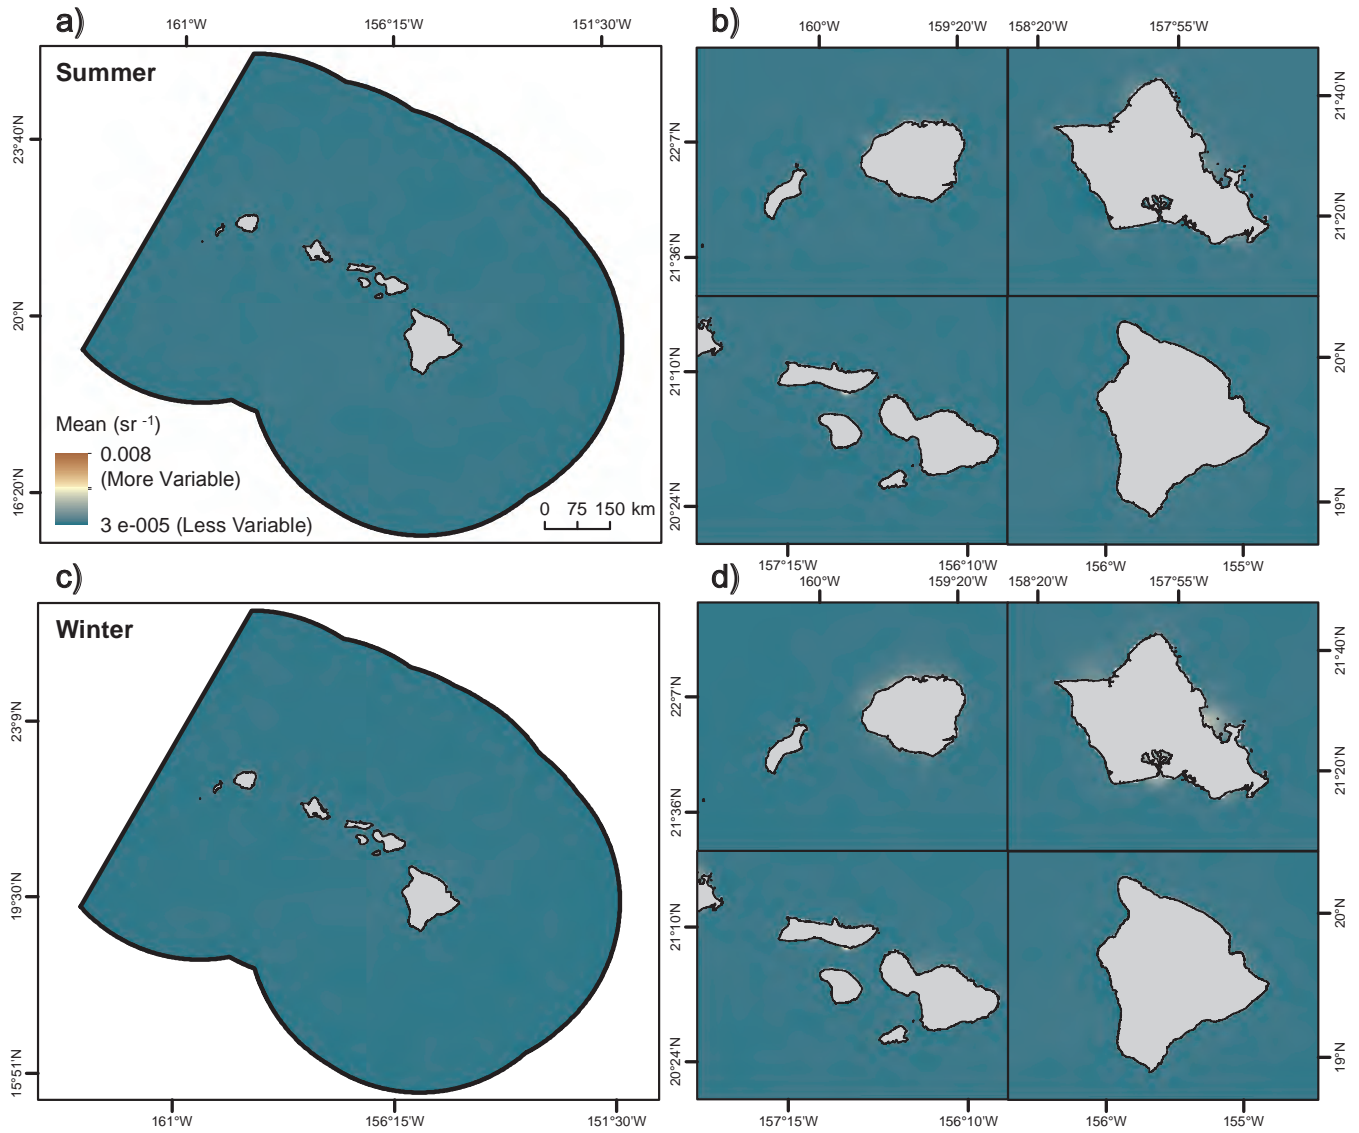 a)
161°W
156°15'W
151°30'W
Summer
23°40'N
20°N
16°20'N
Mean (sr -1)
0.008
(More Variable)
3 e-005 (Less Variable)
0 75 150 km
b)
160°W
159°20'W
158°20'W
157°55'W
22°7'N
21°36'N
21°40'N
21°20'N
21°10'N
20°24'N
20°N
19°N
157°15'W
156°10'W
156°W
155°W
c)
Winter
23°9'N
19°30'N
15°51'N
161°W
156°15'W
151°30'W
d)
160°W
159°20'W
158°20'W
157°55'W
22°7'N
21°36'N
21°40'N
21°20'N
21°10'N
20°24'N
20°N
19°N
157°15'W
156°10'W
156°W
155°W